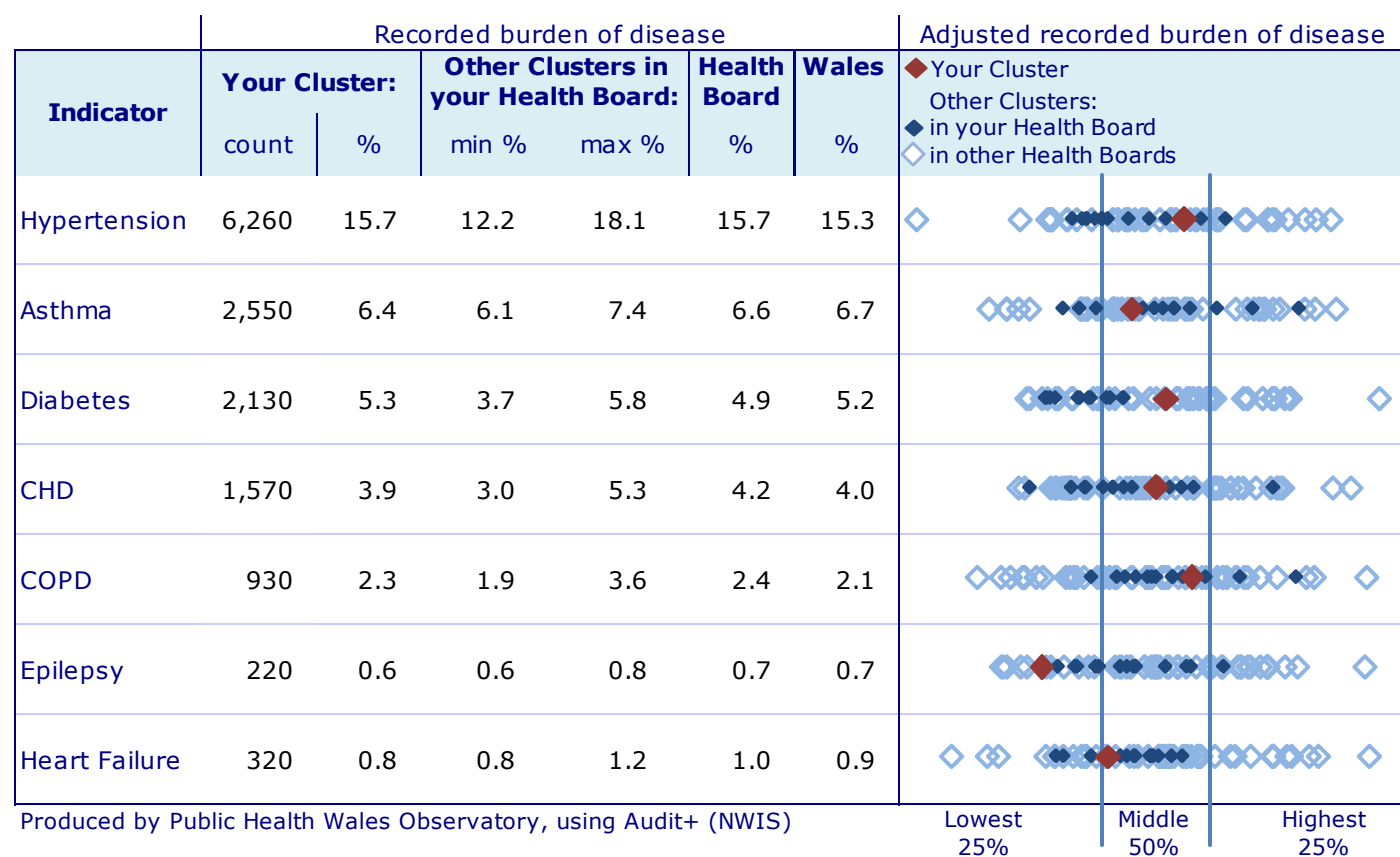 Recorded burden of disease Adjusted recorded burden of disease
Indicator
Your Cluster:
Other Clusters in
your Health Board:
Health
Board
Wales
count % min % max % % %
Your Cluster
Other Clusters:
in your Health Board
in other Health Boards
Hypertension 6,260 15.7 12.2 18.1 15.7 15.3
Asthma 2,550 6.4 6.1 7.4 6.6 6.7
Diabetes 2,130 5.3 3.7 5.8 4.9 5.2
CHD 1,570 3.9 3.0 5.3 4.2 4.0
COPD 930 2.3 1.9 3.6 2.4 2.1
Epilepsy 220 0.6 0.6 0.8 0.7 0.7
Heart Failure 320 0.8 0.8 1.2 1.0 0.9
Produced by Public Health Wales Observatory, using Audit+ (NWIS)
Lowest Middle Highest
25% 50% 25%